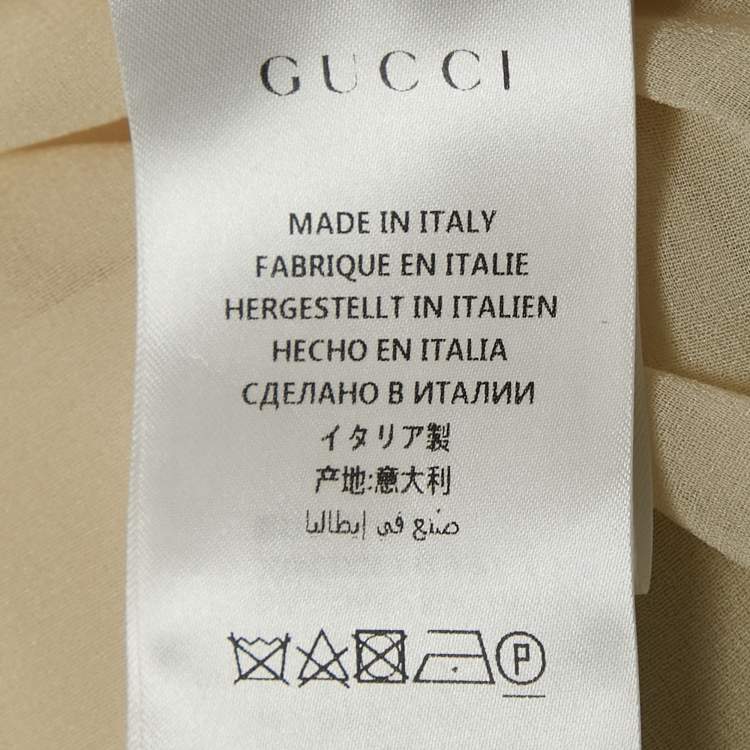 GUCCI
MADE IN ITALY
FABRIQUE EN ITALIE
HERGESTELLT IN ITALIEN
HECHO EN ITALIA
СДЕЛАНО В ИТАЛИИ
イタリア製
产地:意大利
صُنع في إيطاليا
P